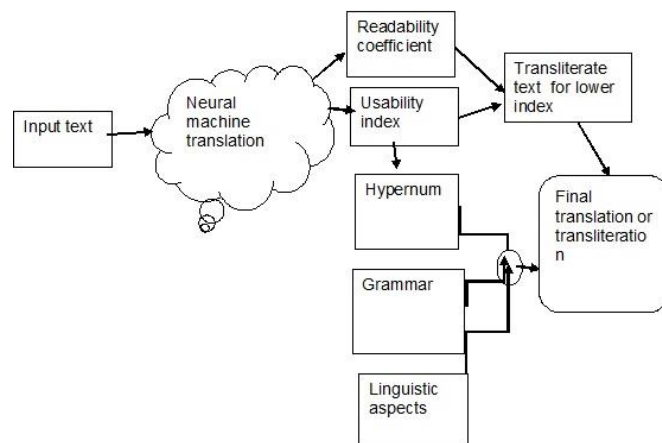 Readability
coefficient
Transliterate
text for lower
index
Neural
machine
translation
Usability
index
Input text
Hypernum
Final
translation or
transliteratio
n
Grammar
Linguistic
aspects